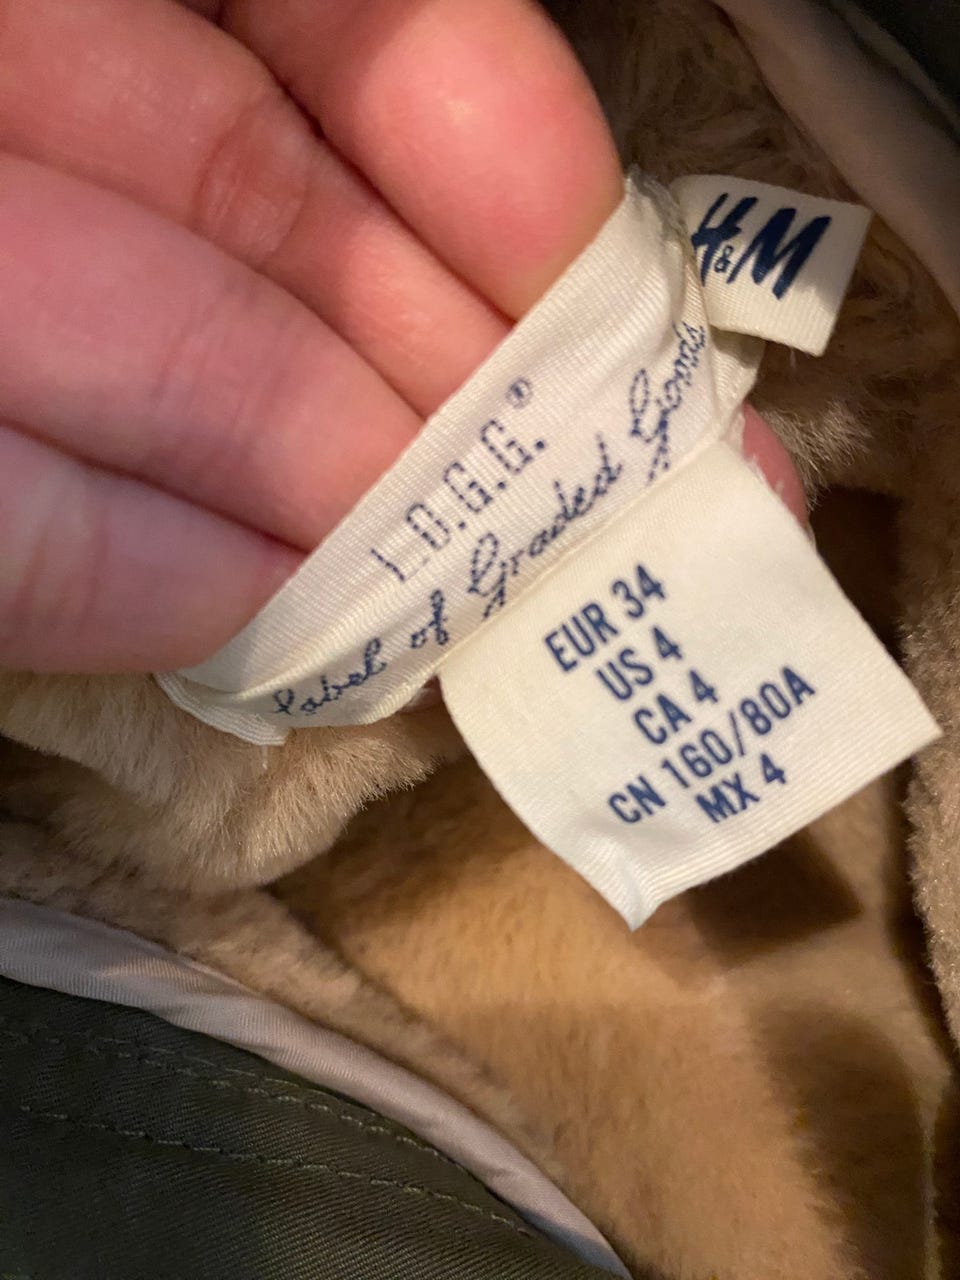 H&M
L.O.G.G.®
Label of Graded Goods
EUR 34
US 4
CA 4
CN 160/80A
MX 4